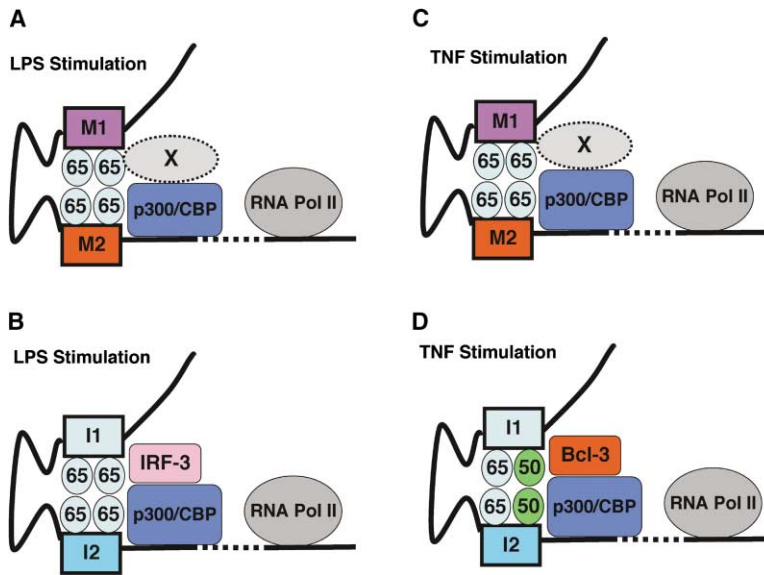 A
LPS Stimulation
M1
65 65
X
65 65
p300/CBP
RNA Pol II
M2
B
LPS Stimulation
I1
IRF-3
65 65
65 65
p300/CBP
RNA Pol II
I2
C
TNF Stimulation
M1
65 65
X
65 65
p300/CBP
RNA Pol II
M2
D
TNF Stimulation
I1
Bcl-3
65 50
65 50
p300/CBP
RNA Pol II
I2